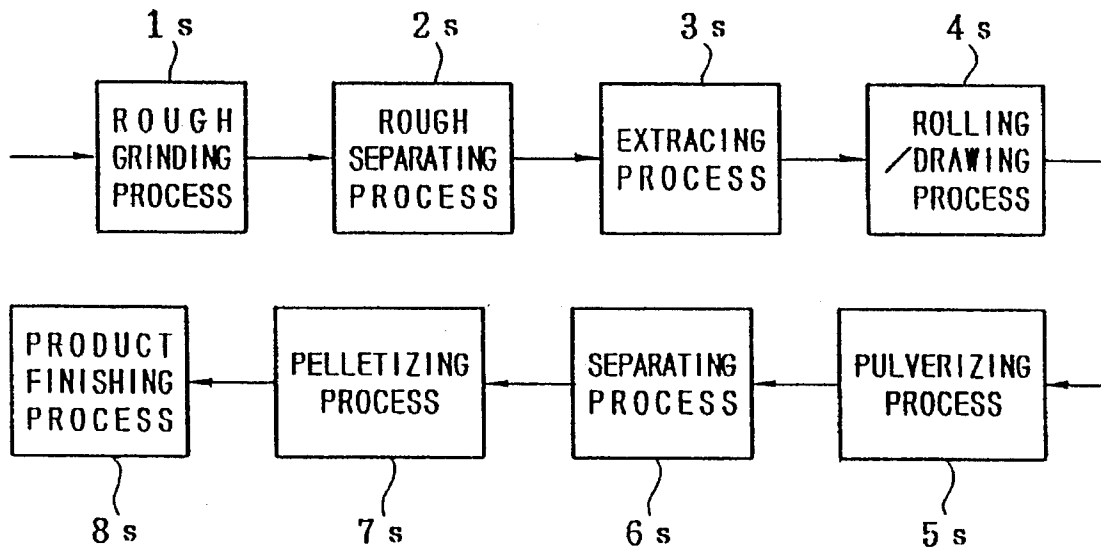 1 s
2 s
3 s
4 s
ROUGH
GRINDING
PROCESS
ROUGH
SEPARATING
PROCESS
EXTRACING
PROCESS
ROLLING
/DRAWING
PROCESS
PRODUCT
FINISHING
PROCESS
PELLETIZING
PROCESS
SEPARATING
PROCESS
PULVERIZING
PROCESS
8 s
7 s
6 s
5 s